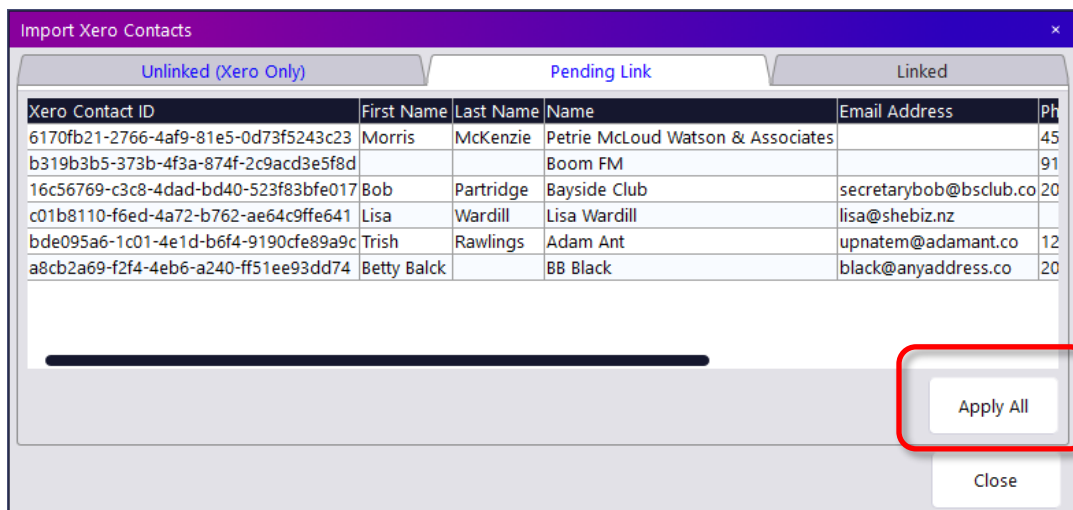 Import Xero Contacts ×
Unlinked (Xero Only) Pending Link Linked
Xero Contact ID First Name Last Name Name Email Address Ph
6170fb21-2766-4af9-81e5-0d73f5243c23 Morris McKenzie Petrie McLoud Watson & Associates 45
b319b3b5-373b-4f3a-874f-2c9acd3e5f8d Boom FM 91
16c56769-c3c8-4dad-bd40-523f83bfe017 Bob Partridge Bayside Club secretarybob@bsclub.co 20
c01b8110-f6ed-4a72-b762-ae64c9ffe641 Lisa Wardill Lisa Wardill lisa@shebiz.nz
bde095a6-1c01-4e1d-b6f4-9190cfe89a9c Trish Rawlings Adam Ant upnatem@adamant.co 12
a8cb2a69-f2f4-4eb6-a240-ff51ee93dd74 Betty Balck BB Black black@anyaddress.co 20
Apply All
Close